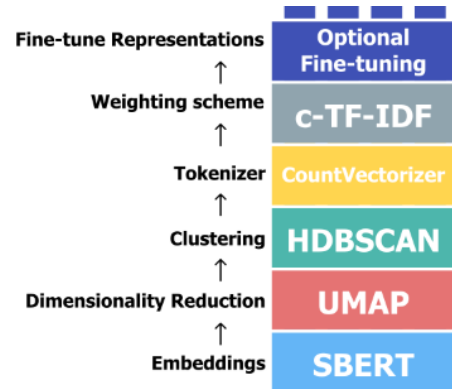 Fine-tune Representations
Optional
Fine-tuning
Weighting scheme
c-TF-IDF
Tokenizer
CountVectorizer
Clustering
HDBSCAN
Dimensionality Reduction
UMAP
Embeddings
SBERT